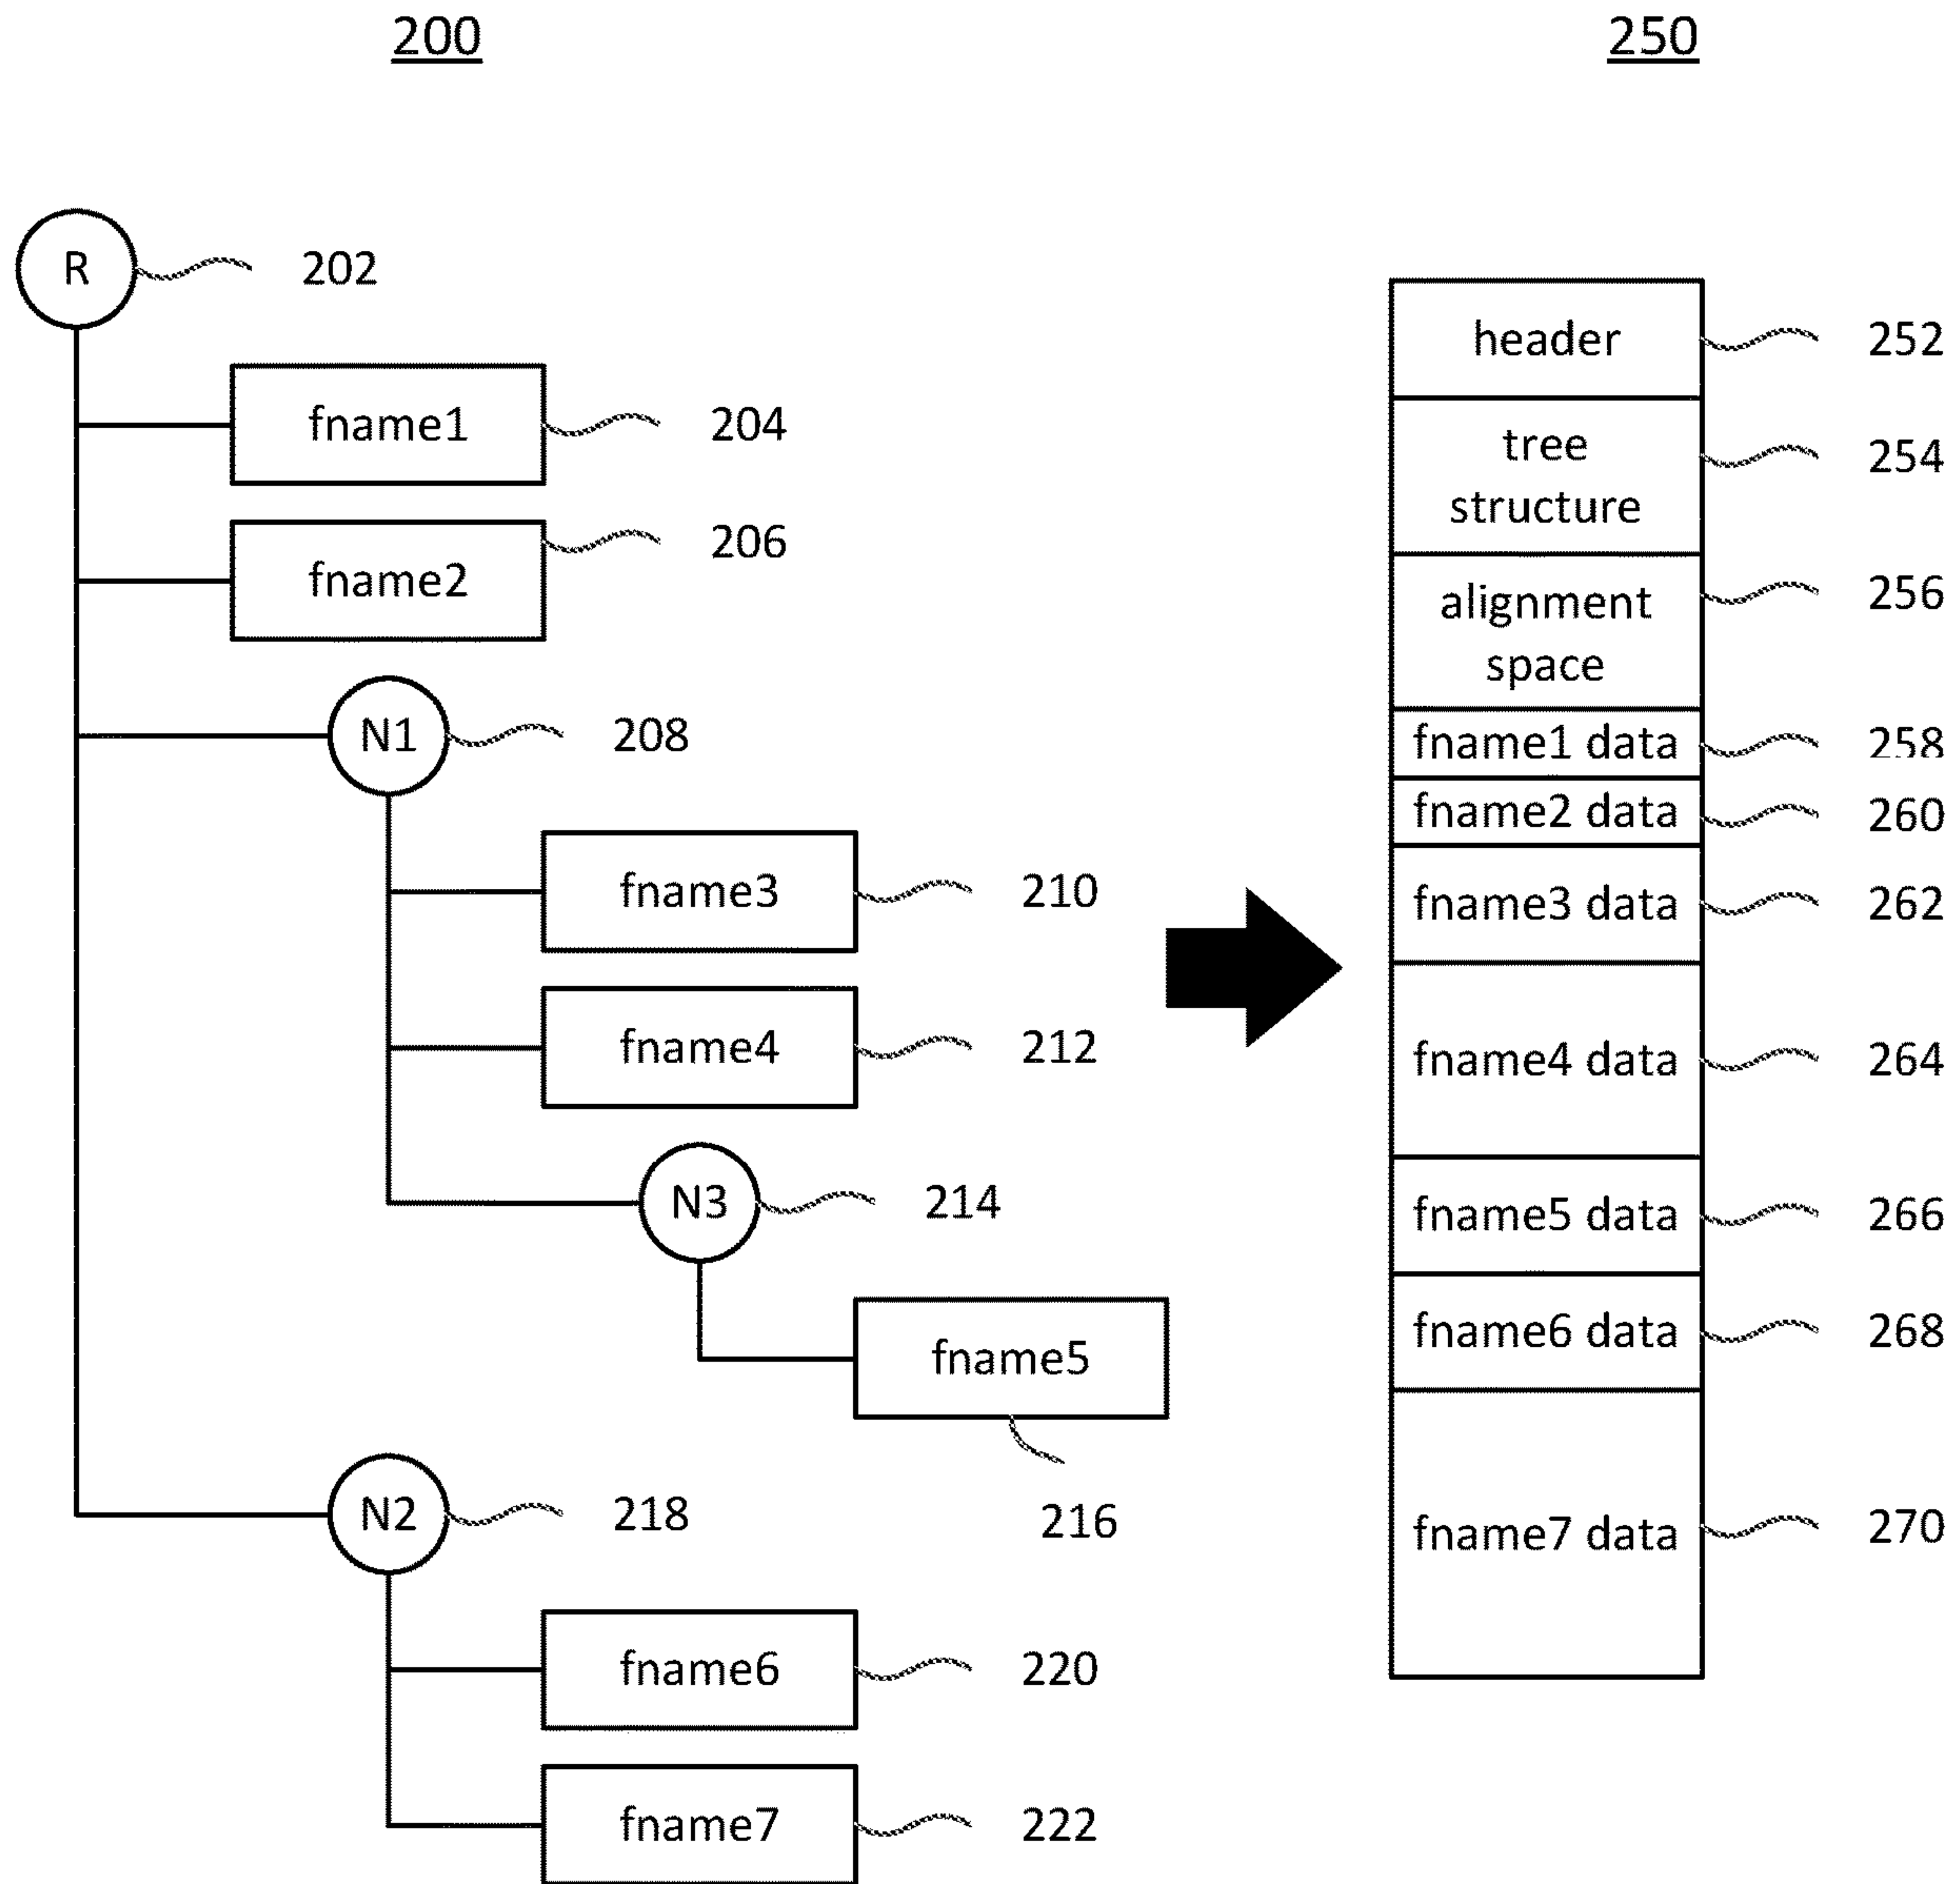 200
R
202
fname1
204
fname2
206
N1
208
fname3
210
fname4
212
N3
214
fname5
216
N2
218
fname6
220
fname7
222
250
header
252
tree
structure
254
alignment
space
256
fname1 data
258
fname2 data
260
fname3 data
262
fname4 data
264
fname5 data
266
fname6 data
268
fname7 data
270